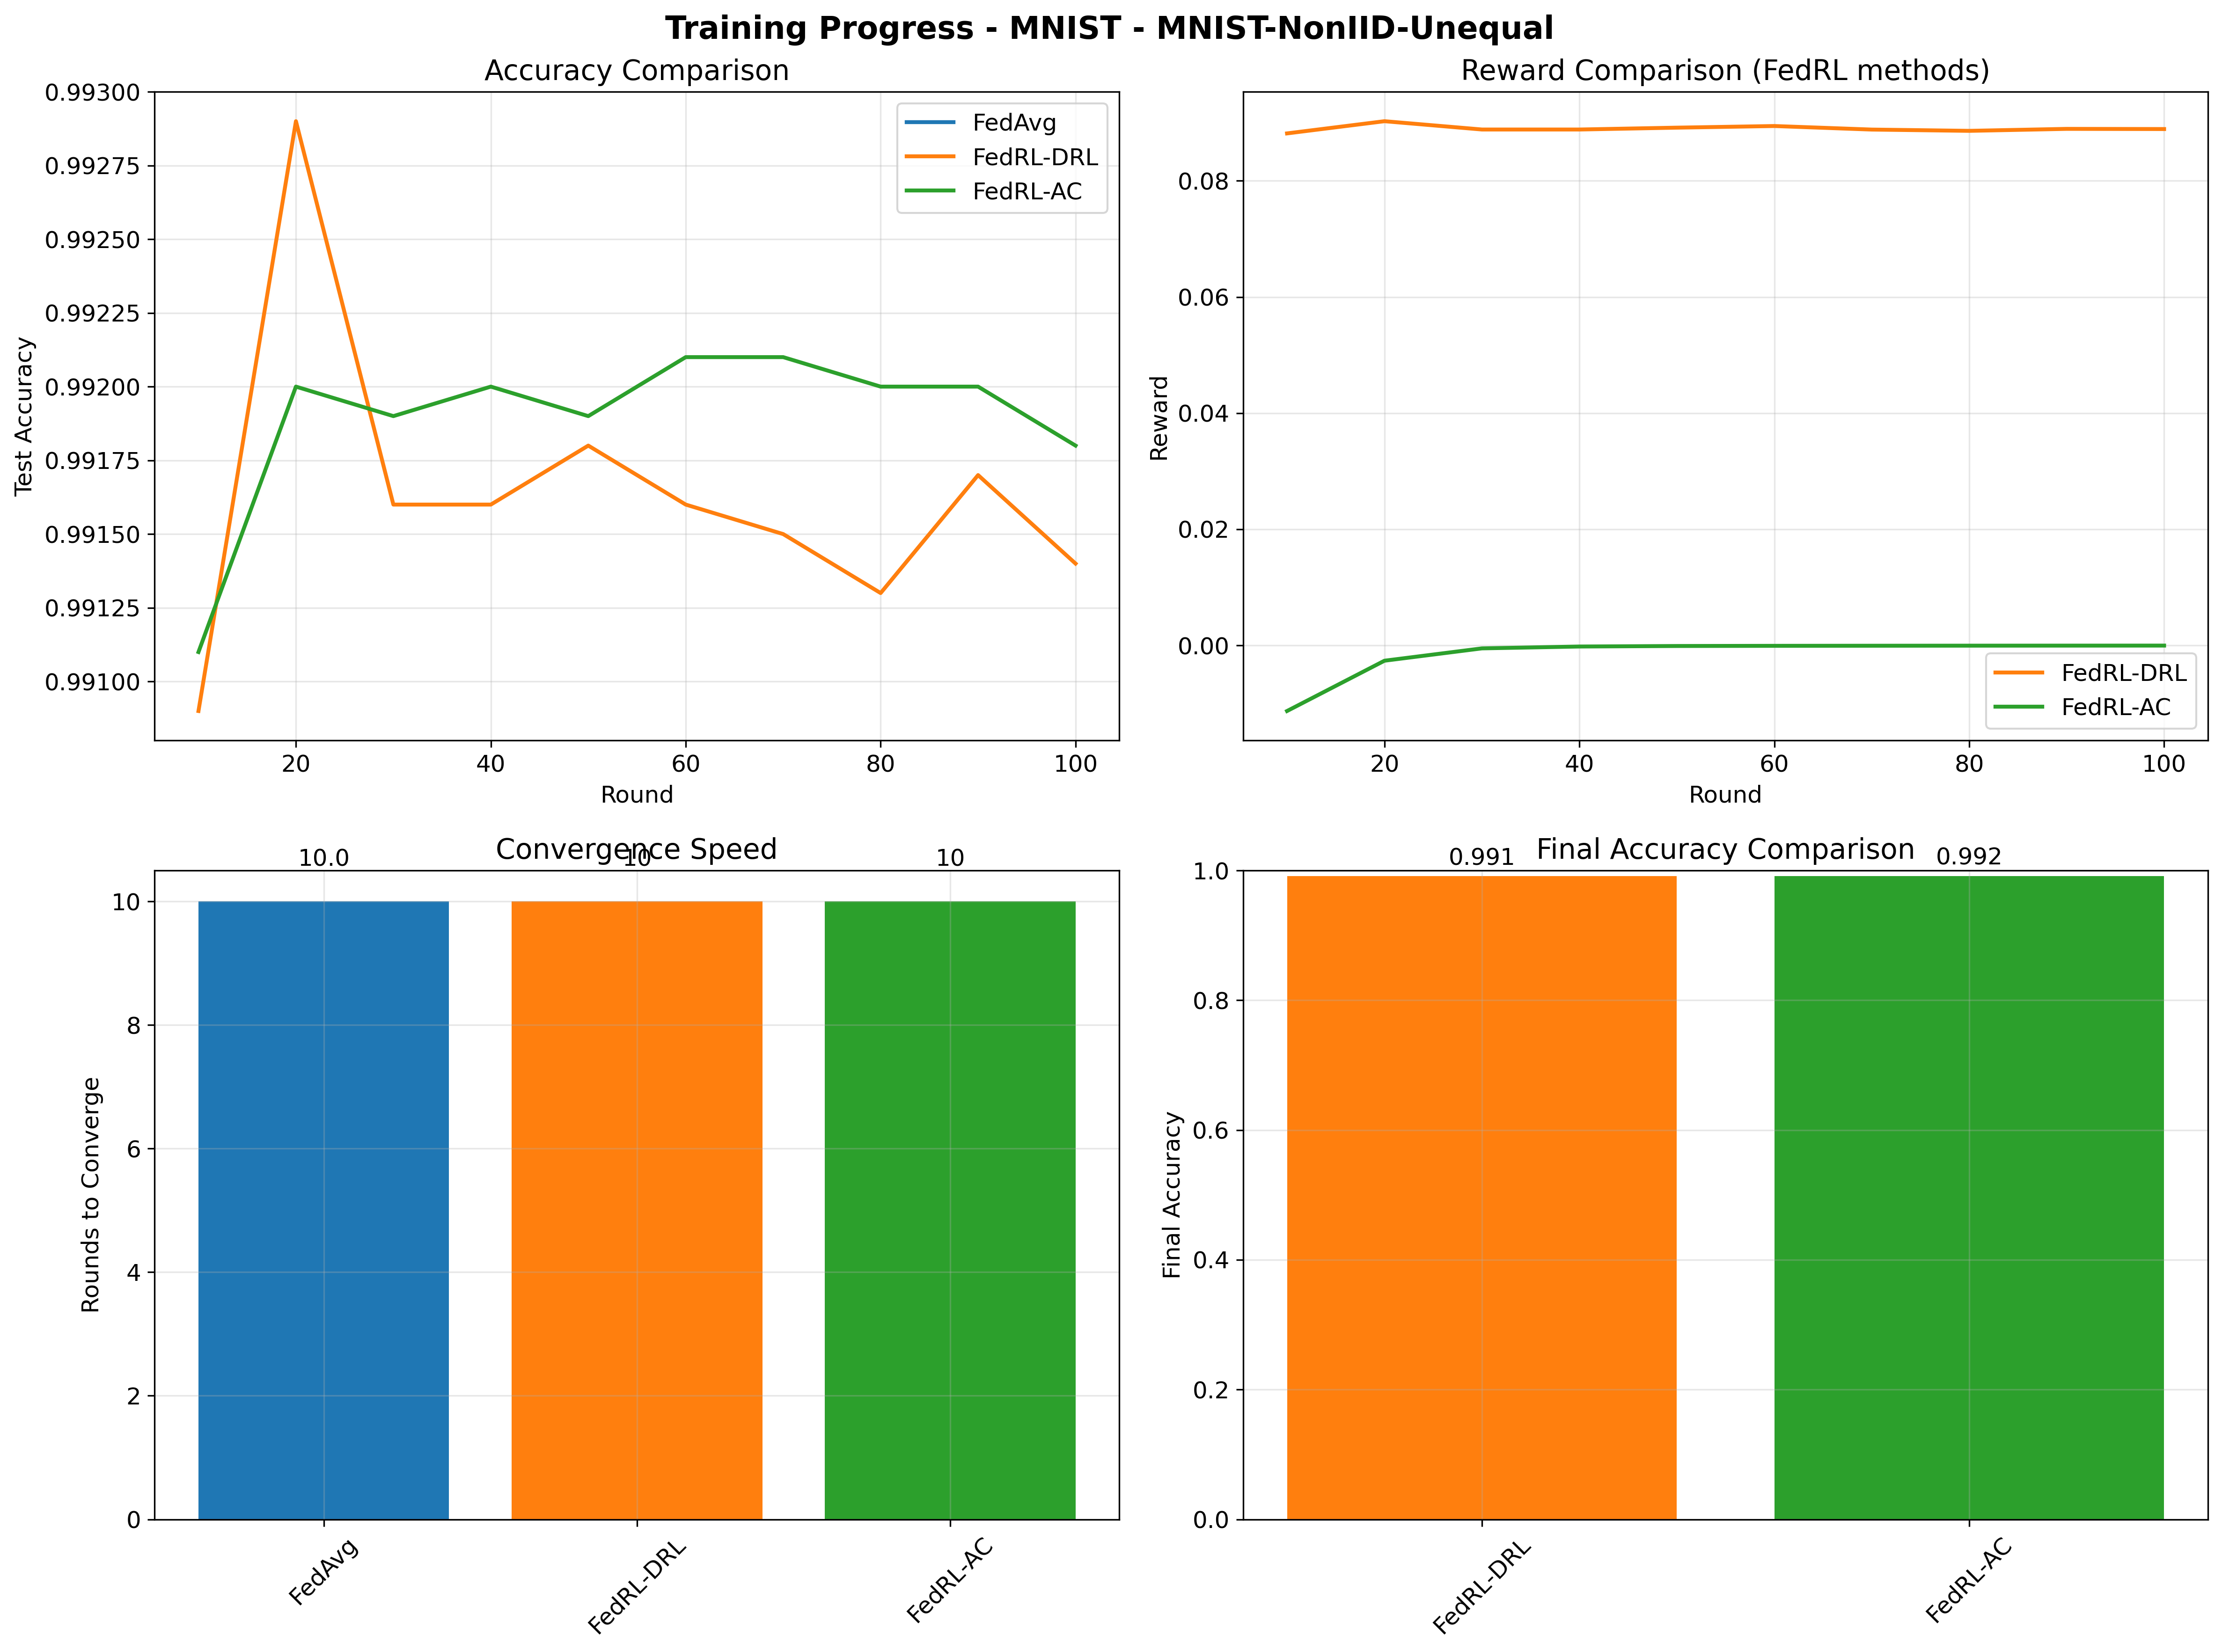 Training Progress - MNIST - MNIST-NonIID-Unequal
Accuracy Comparison
0.99300
0.99275
0.99250
0.99225
0.99200
0.99175
0.99150
0.99125
0.99100
Test Accuracy
FedAvg
FedRL-DRL
FedRL-AC
20 40 60 80 100
Round
Reward Comparison (FedRL methods)
0.08
0.06
0.04
0.02
0.00
Reward
FedRL-DRL
FedRL-AC
20 40 60 80 100
Round
Convergence Speed
10.0 10 10
10
8
6
4
2
0
Rounds to Converge
FedAvg
FedRL-DRL
FedRL-AC
Final Accuracy Comparison
0.991 0.992
1.0
0.8
0.6
0.4
0.2
0.0
Final Accuracy
FedRL-DRL
FedRL-AC